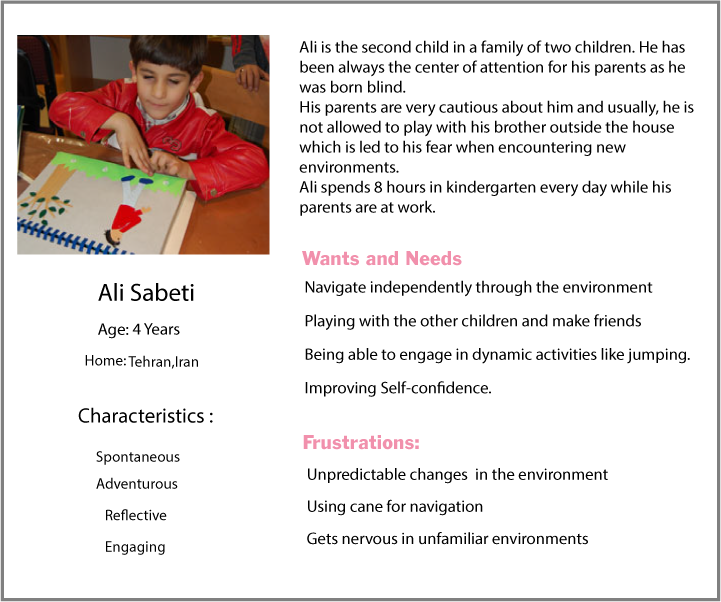 Ali is the second child in a family of two children. He has
been always the center of attention for his parents as he
was born blind.
His parents are very cautious about him and usually, he is
not allowed to play with his brother outside the house
which is led to his fear when encountering new
environments.
Ali spends 8 hours in kindergarten every day while his
parents are at work.
Ali Sabeti
Age: 4 Years
Home: Tehran,Iran
Characteristics :
Spontaneous
Adventurous
Reflective
Engaging
Wants and Needs
Navigate independently through the environment
Playing with the other children and make friends
Being able to engage in dynamic activities like jumping.
Improving Self-confidence.
Frustrations:
Unpredictable changes  in the environment
Using cane for navigation
Gets nervous in unfamiliar environments